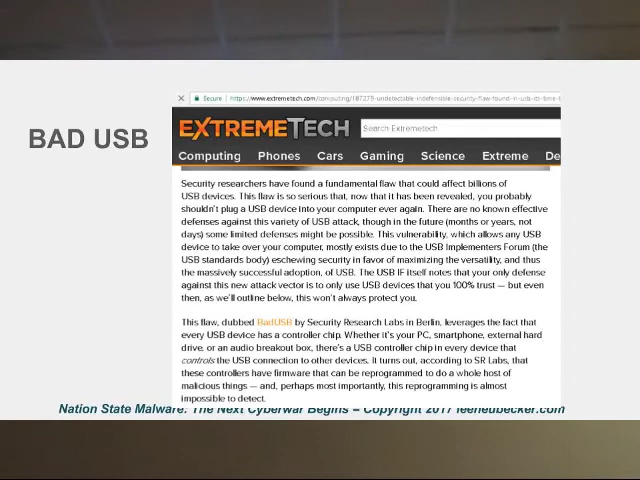 BAD USB
Secure https://www.extremetech.com/computing/187279-undetectable-indefensible-security-flaw-found-in-usb-its-time-t
EXTREMETECH
Search Extremetech
Computing Phones Cars Gaming Science Extreme De
Security researchers have found a fundamental flaw that could affect billions of
USB devices. This flaw is so serious that, now that it has been revealed, you probably
shouldn't plug a USB device into your computer ever again. There are no known effective
defenses against this variety of USB attack, though in the future (months or years, not
days) some limited defenses might be possible. This vulnerability, which allows any USB
device to take over your computer, mostly exists due to the USB Implementers Forum (the
USB standards body) eschewing security in favor of maximizing the versatility, and thus
the massively successful adoption, of USB. The USB IF itself notes that your only defense
against this new attack vector is to only use USB devices that you 100% trust — but even
then, as we'll outline below, this won't always protect you.
This flaw, dubbed BadUSB by Security Research Labs in Berlin, leverages the fact that
every USB device has a controller chip. Whether it's your PC, smartphone, external hard
drive, or an audio breakout box, there's a USB controller chip in every device that
controls the USB connection to other devices. It turns out, according to SR Labs, that
these controllers have firmware that can be reprogrammed to do a whole host of
malicious things — and, perhaps most importantly, this reprogramming is almost
impossible to detect.
Nation State Malware: The Next Cyberwar Begins – Copyright 2017 leeneubecker.com